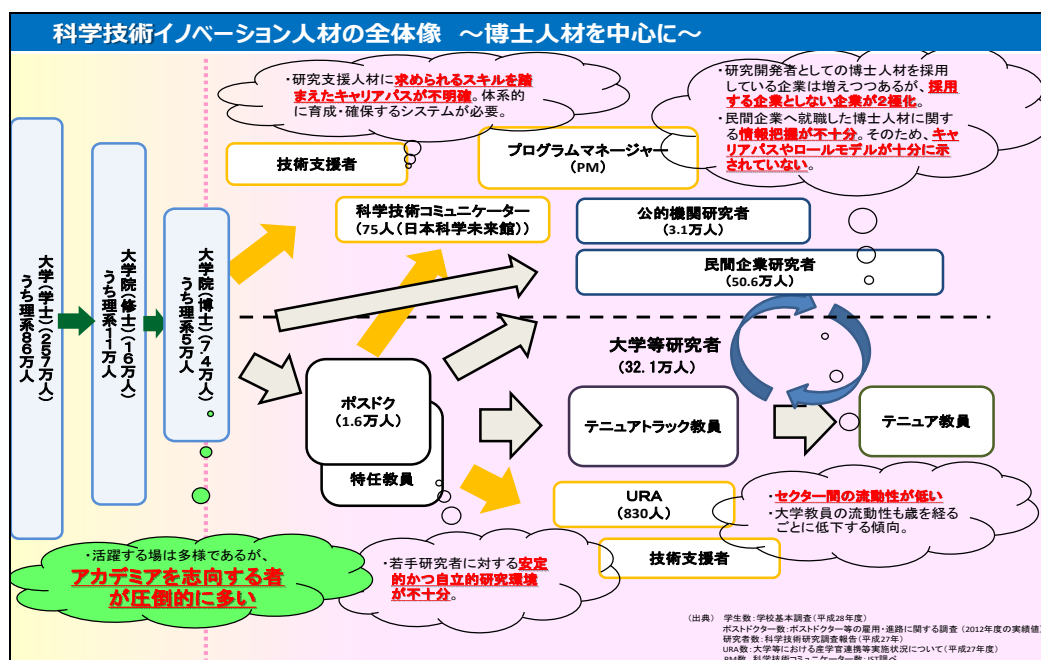 科学技術イノベーション人材の全体像 ～博士人材を中心に～
・研究支援人材に求められるスキルを踏
まえたキャリアパスが不明確。体系的
に育成・確保するシステムが必要。
・研究開発者としての博士人材を採用
している企業は増えつつあるが、採用
する企業としない企業が2極化。
・民間企業へ就職した博士人材に関す
る情報把握が不十分。そのため、キャ
リアパスやロールモデルが十分に示
されていない。
技術支援者
プログラムマネージャー
(PM)
科学技術コミュニケーター
(75人(日本科学未来館))
公的機関研究者
(3.1万人)
民間企業研究者
(50.6万人)
大学(学士)(257万人)
うち理系86万人
大学院(修士)(16万人)
うち理系11万人
大学院(博士)(7.4万人)
うち理系5万人
大学等研究者
(32.1万人)
ポスドク
(1.6万人)
特任教員
テニュアトラック教員
テニュア教員
URA
(830人)
技術支援者
・セクター間の流動性が低い
・大学教員の流動性も歳を経る
ごとに低下する傾向。
・活躍する場は多様であるが、
アカデミアを志向する者
が圧倒的に多い
・若手研究者に対する安定
的かつ自立的研究環境
が不十分。
(出典) 学生数:学校基本調査(平成28年度)
ポストドクター数:ポストドクター等の雇用・進路に関する調査(2012年度の実績値)
研究者数:科学技術研究調査報告(平成27年)
URA数:大学等における産学官連携等実施状況について(平成27年度)
PM数、科学技術コミュニケーター数:JST調べ